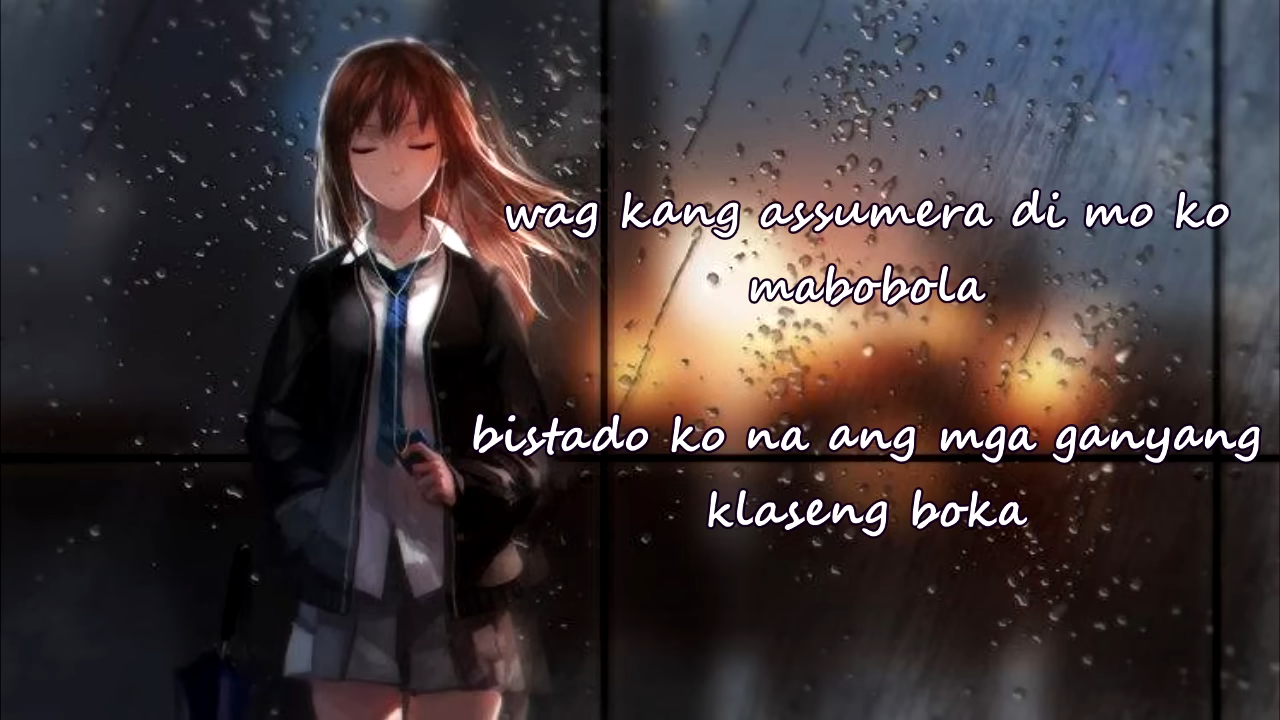 wag kang assumera di mo ko
mabobola
bistado ko na ang mga ganyang
klaseng boka